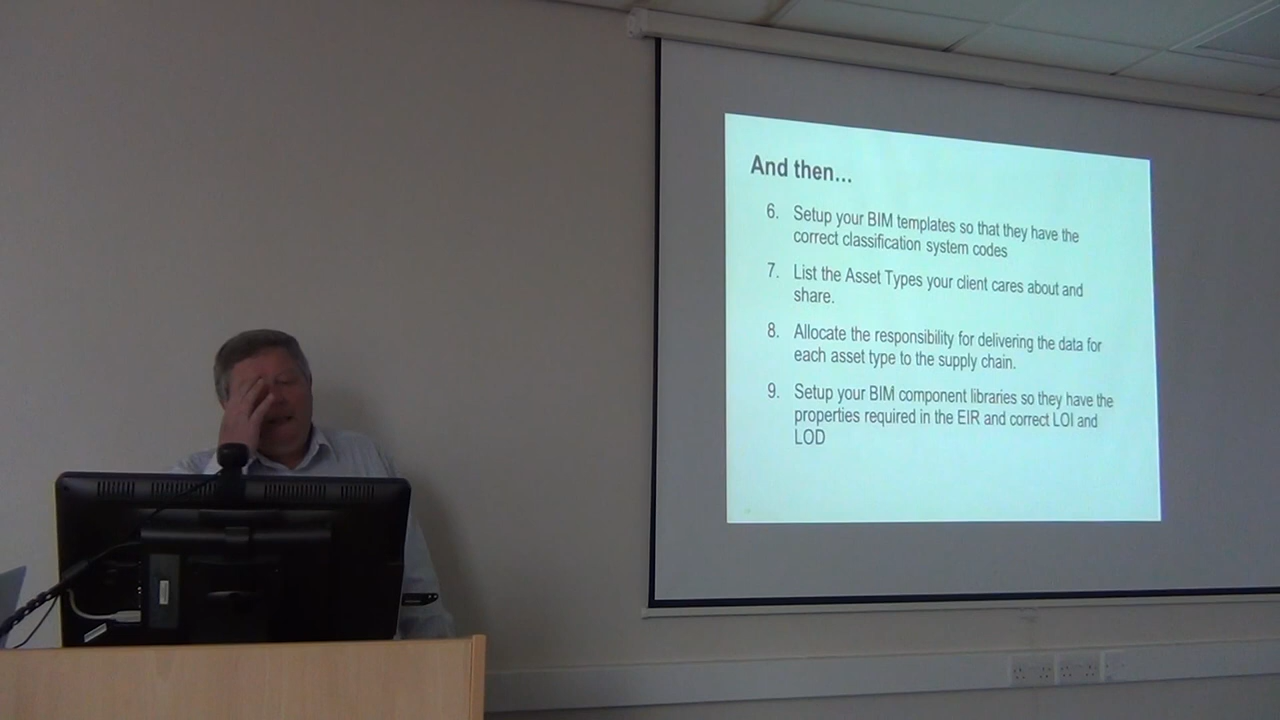 And then...
6. Setup your BIM templates so that they have the
correct classification system codes
7. List the Asset Types your client cares about and
share.
8. Allocate the responsibility for delivering the data for
each asset type to the supply chain.
9. Setup your BIM component libraries so they have the
properties required in the EIR and correct LOI and
LOD